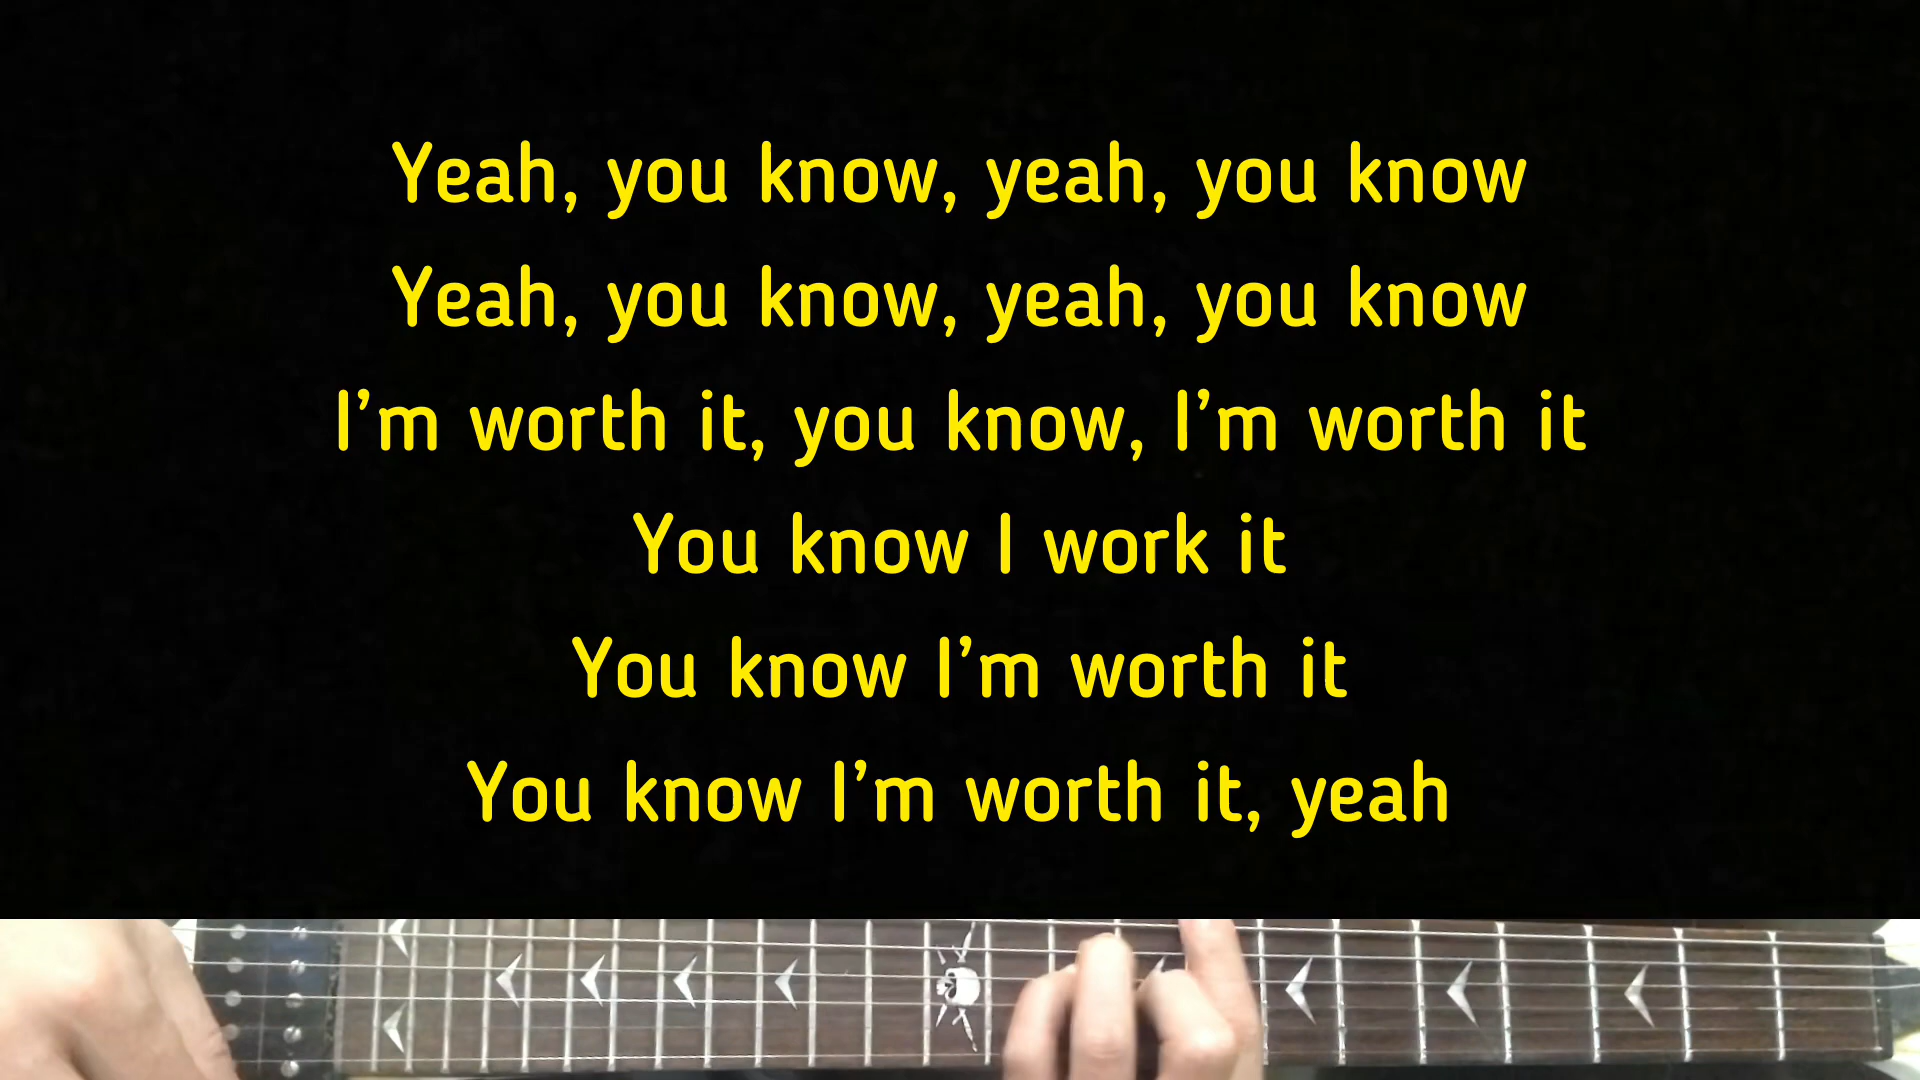 Yeah, you know, yeah, you know
Yeah, you know, yeah, you know
I’m worth it, you know, I’m worth it
You know I work it
You know I’m worth it
You know I’m worth it, yeah